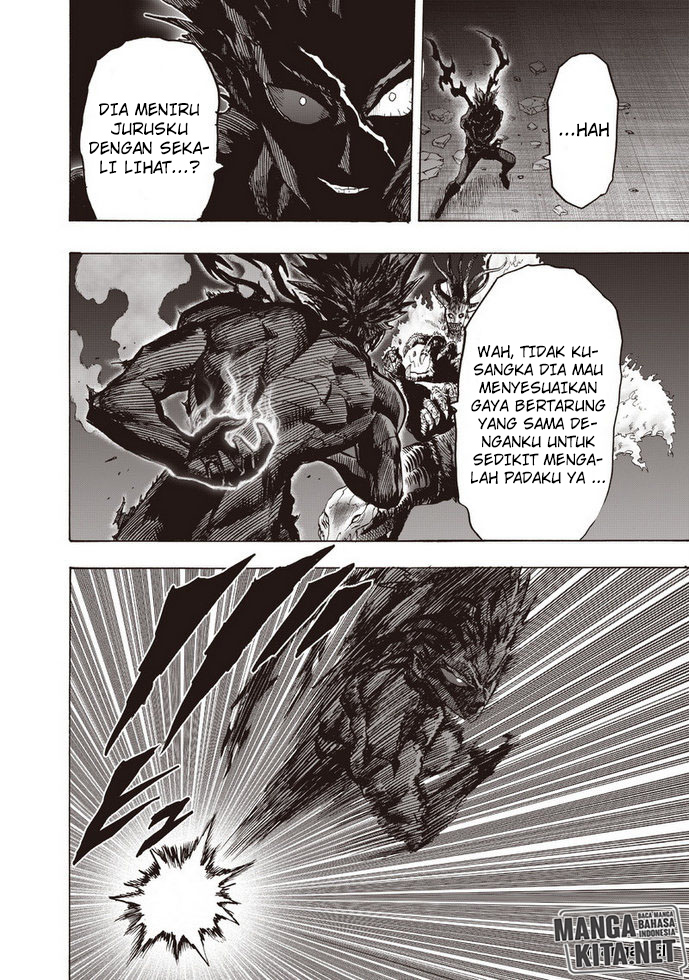 ...HAH
DIA MENIRU
JURUSKU
DENGAN SEKA-
LI LIHAT...?
WAH, TIDAK KU-
SANGKA DIA MAU
MENYESUAIKAN
GAYA BERTARUNG
YANG SAMA DE-
NGANKU UNTUK
SEDIKIT MENGA-
LAH PADAKU YA ...
MANGA
BACA MANGA
BAHASA
INDONESIA
KITA.NET